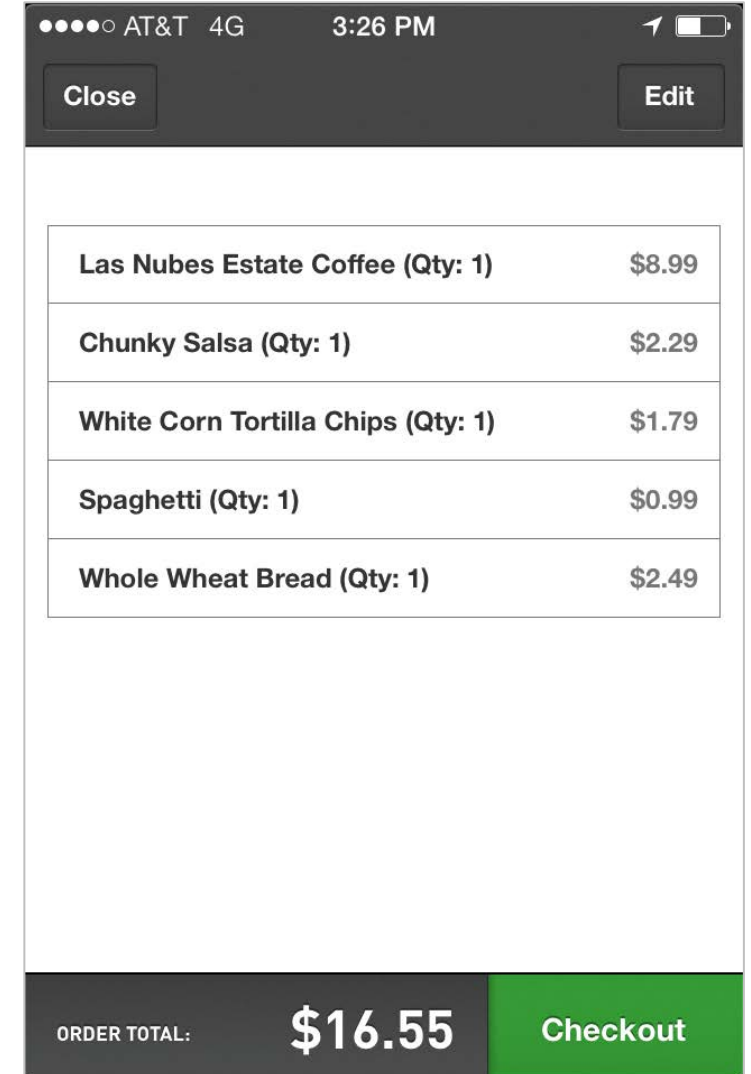 AT&T 4G 3:26 PM
Close Edit
Las Nubes Estate Coffee (Qty: 1) $8.99
Chunky Salsa (Qty: 1) $2.29
White Corn Tortilla Chips (Qty: 1) $1.79
Spaghetti (Qty: 1) $0.99
Whole Wheat Bread (Qty: 1) $2.49
ORDER TOTAL: $16.55 Checkout